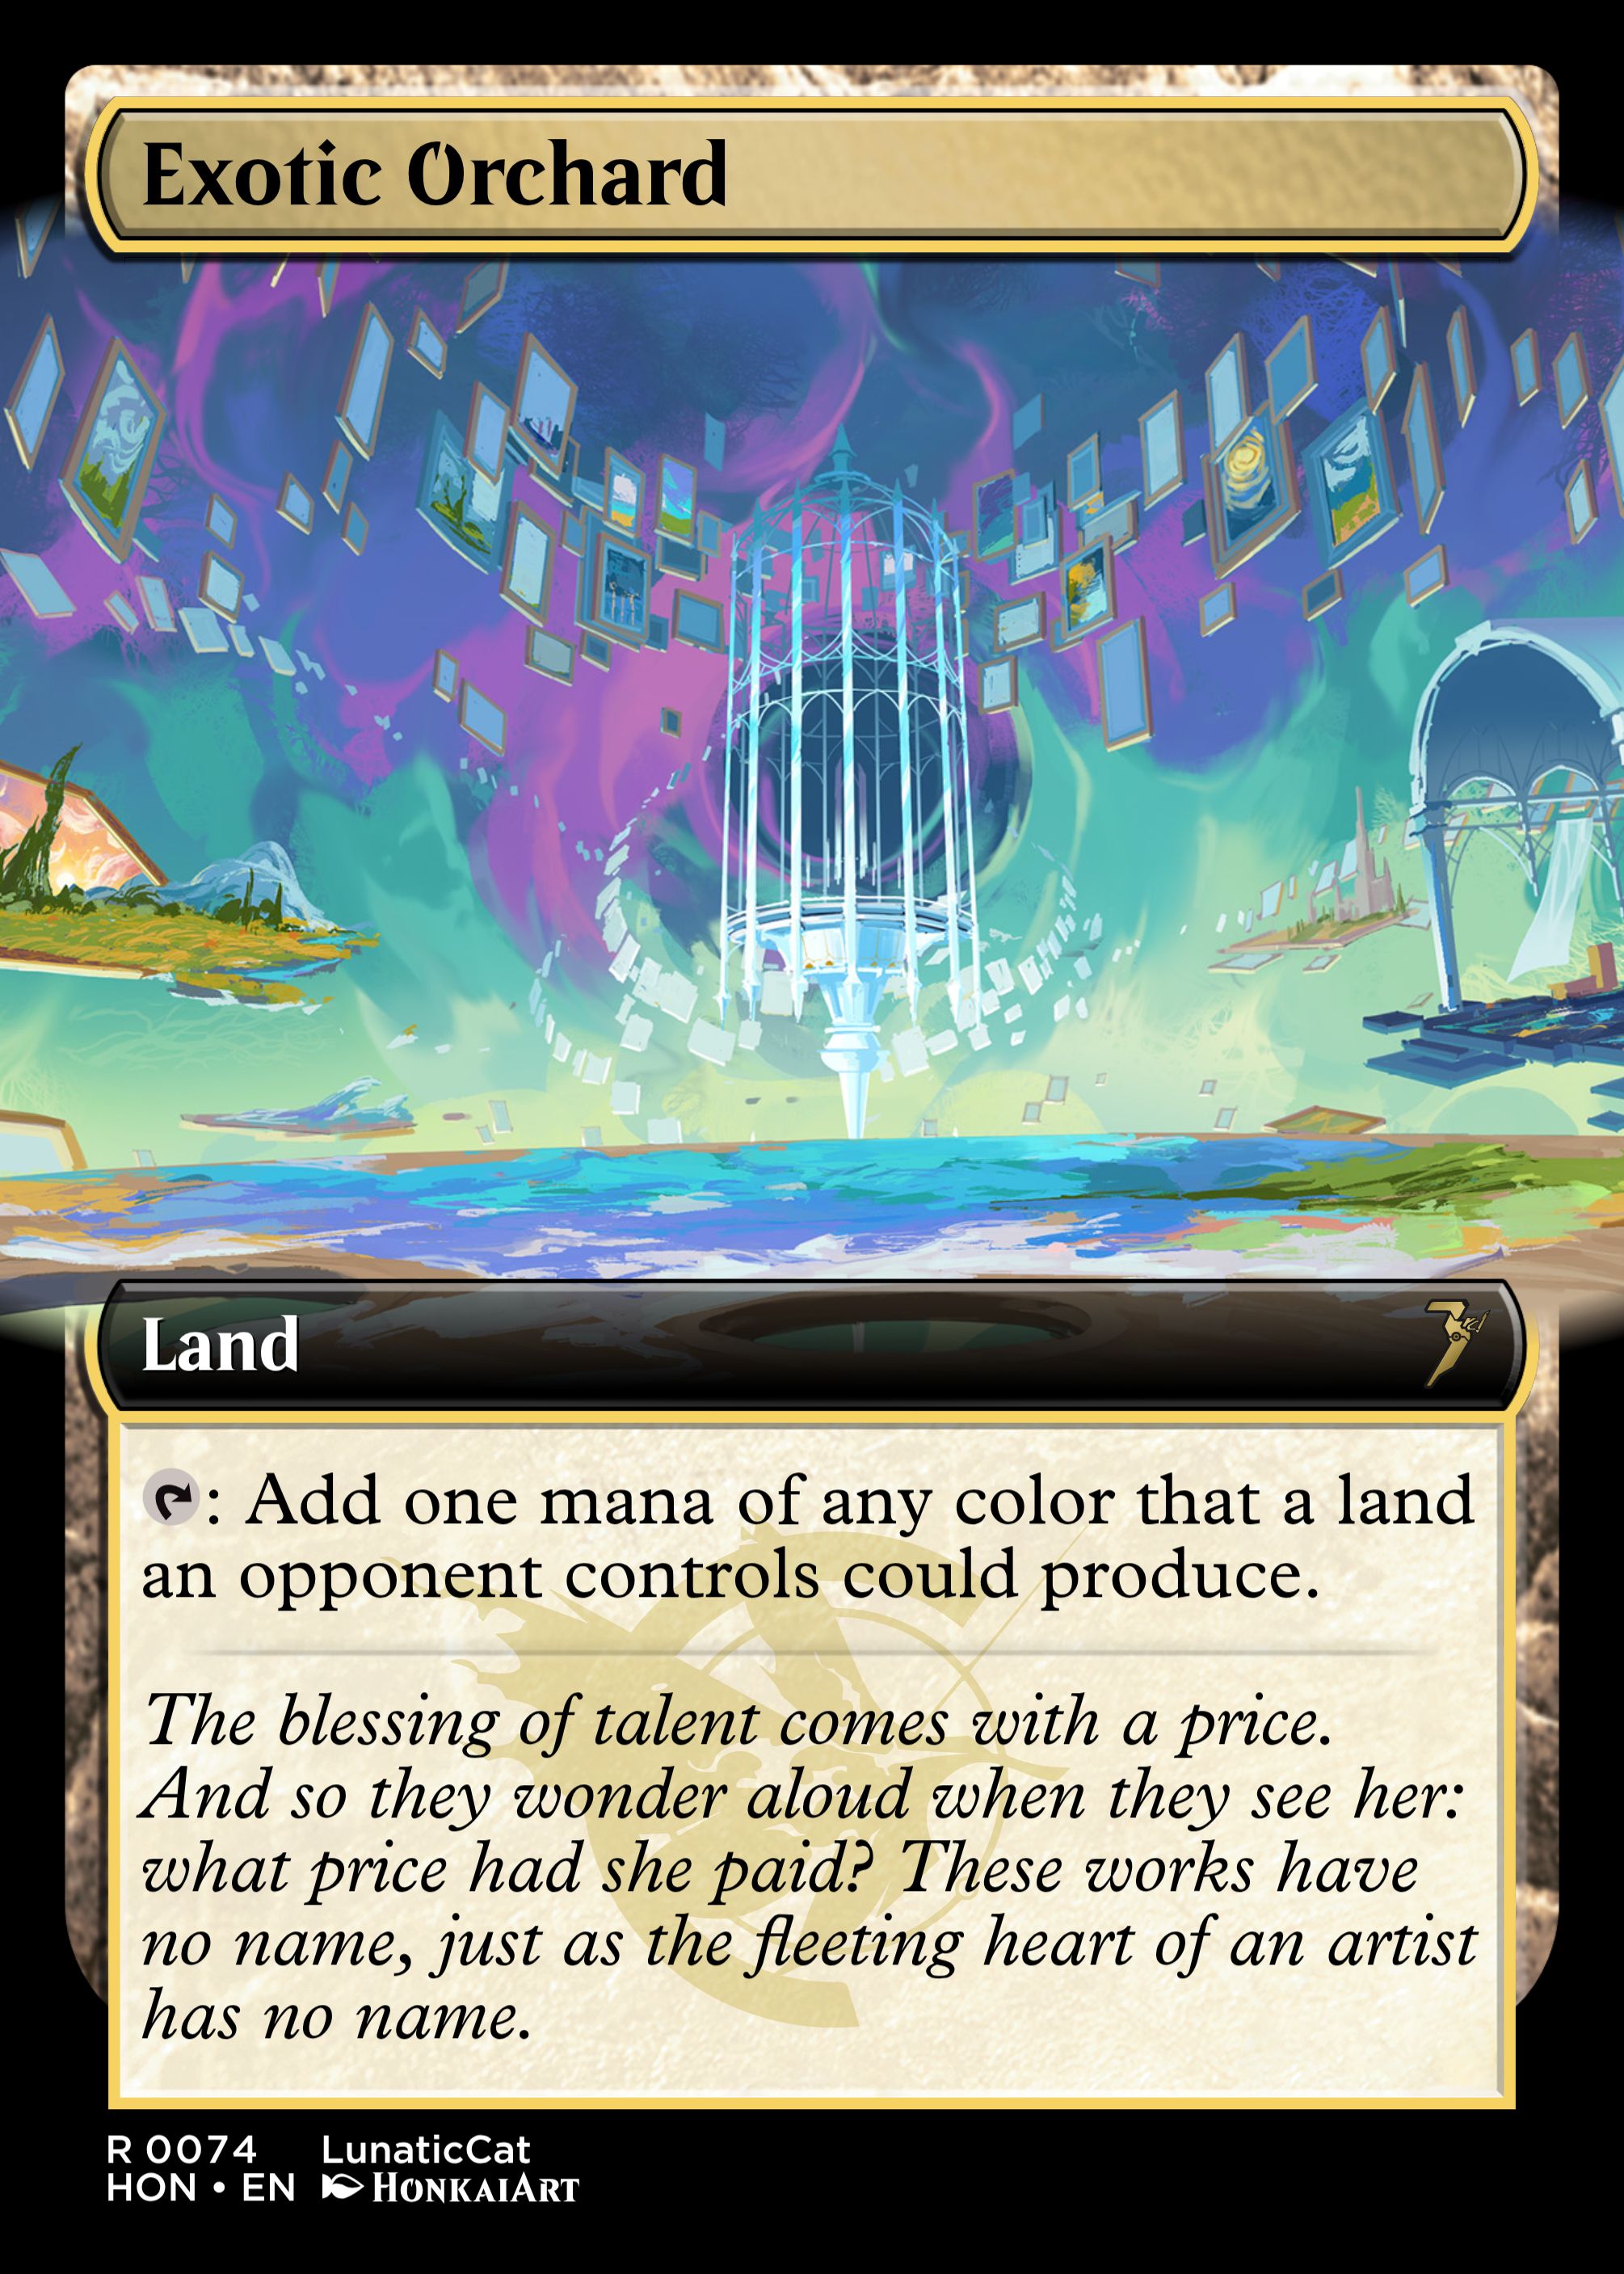 Exotic Orchard
Land
: Add one mana of any color that a land
an opponent controls could produce.
The blessing of talent comes with a price.
And so they wonder aloud when they see her:
what price had she paid? These works have
no name, just as the fleeting heart of an artist
has no name.
R 0074 LunaticCat
HON • EN HONKAIART